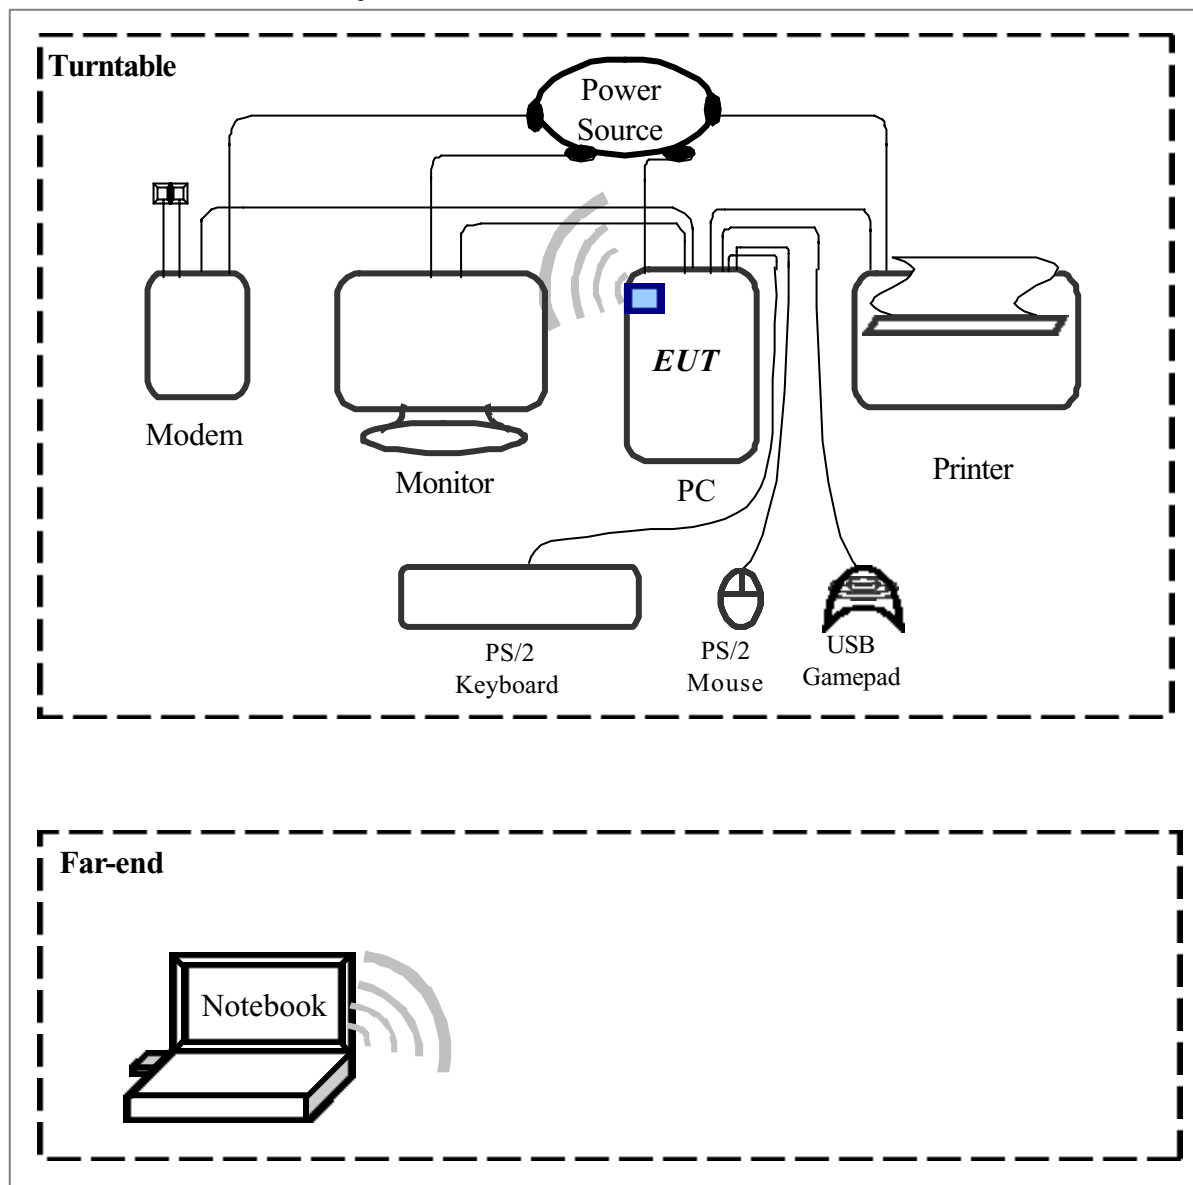 Turntable
Power
Source
EUT
Modem
Monitor
PC
Printer
PS/2
Keyboard
PS/2
Mouse
USB
Gamepad
Far-end
Notebook